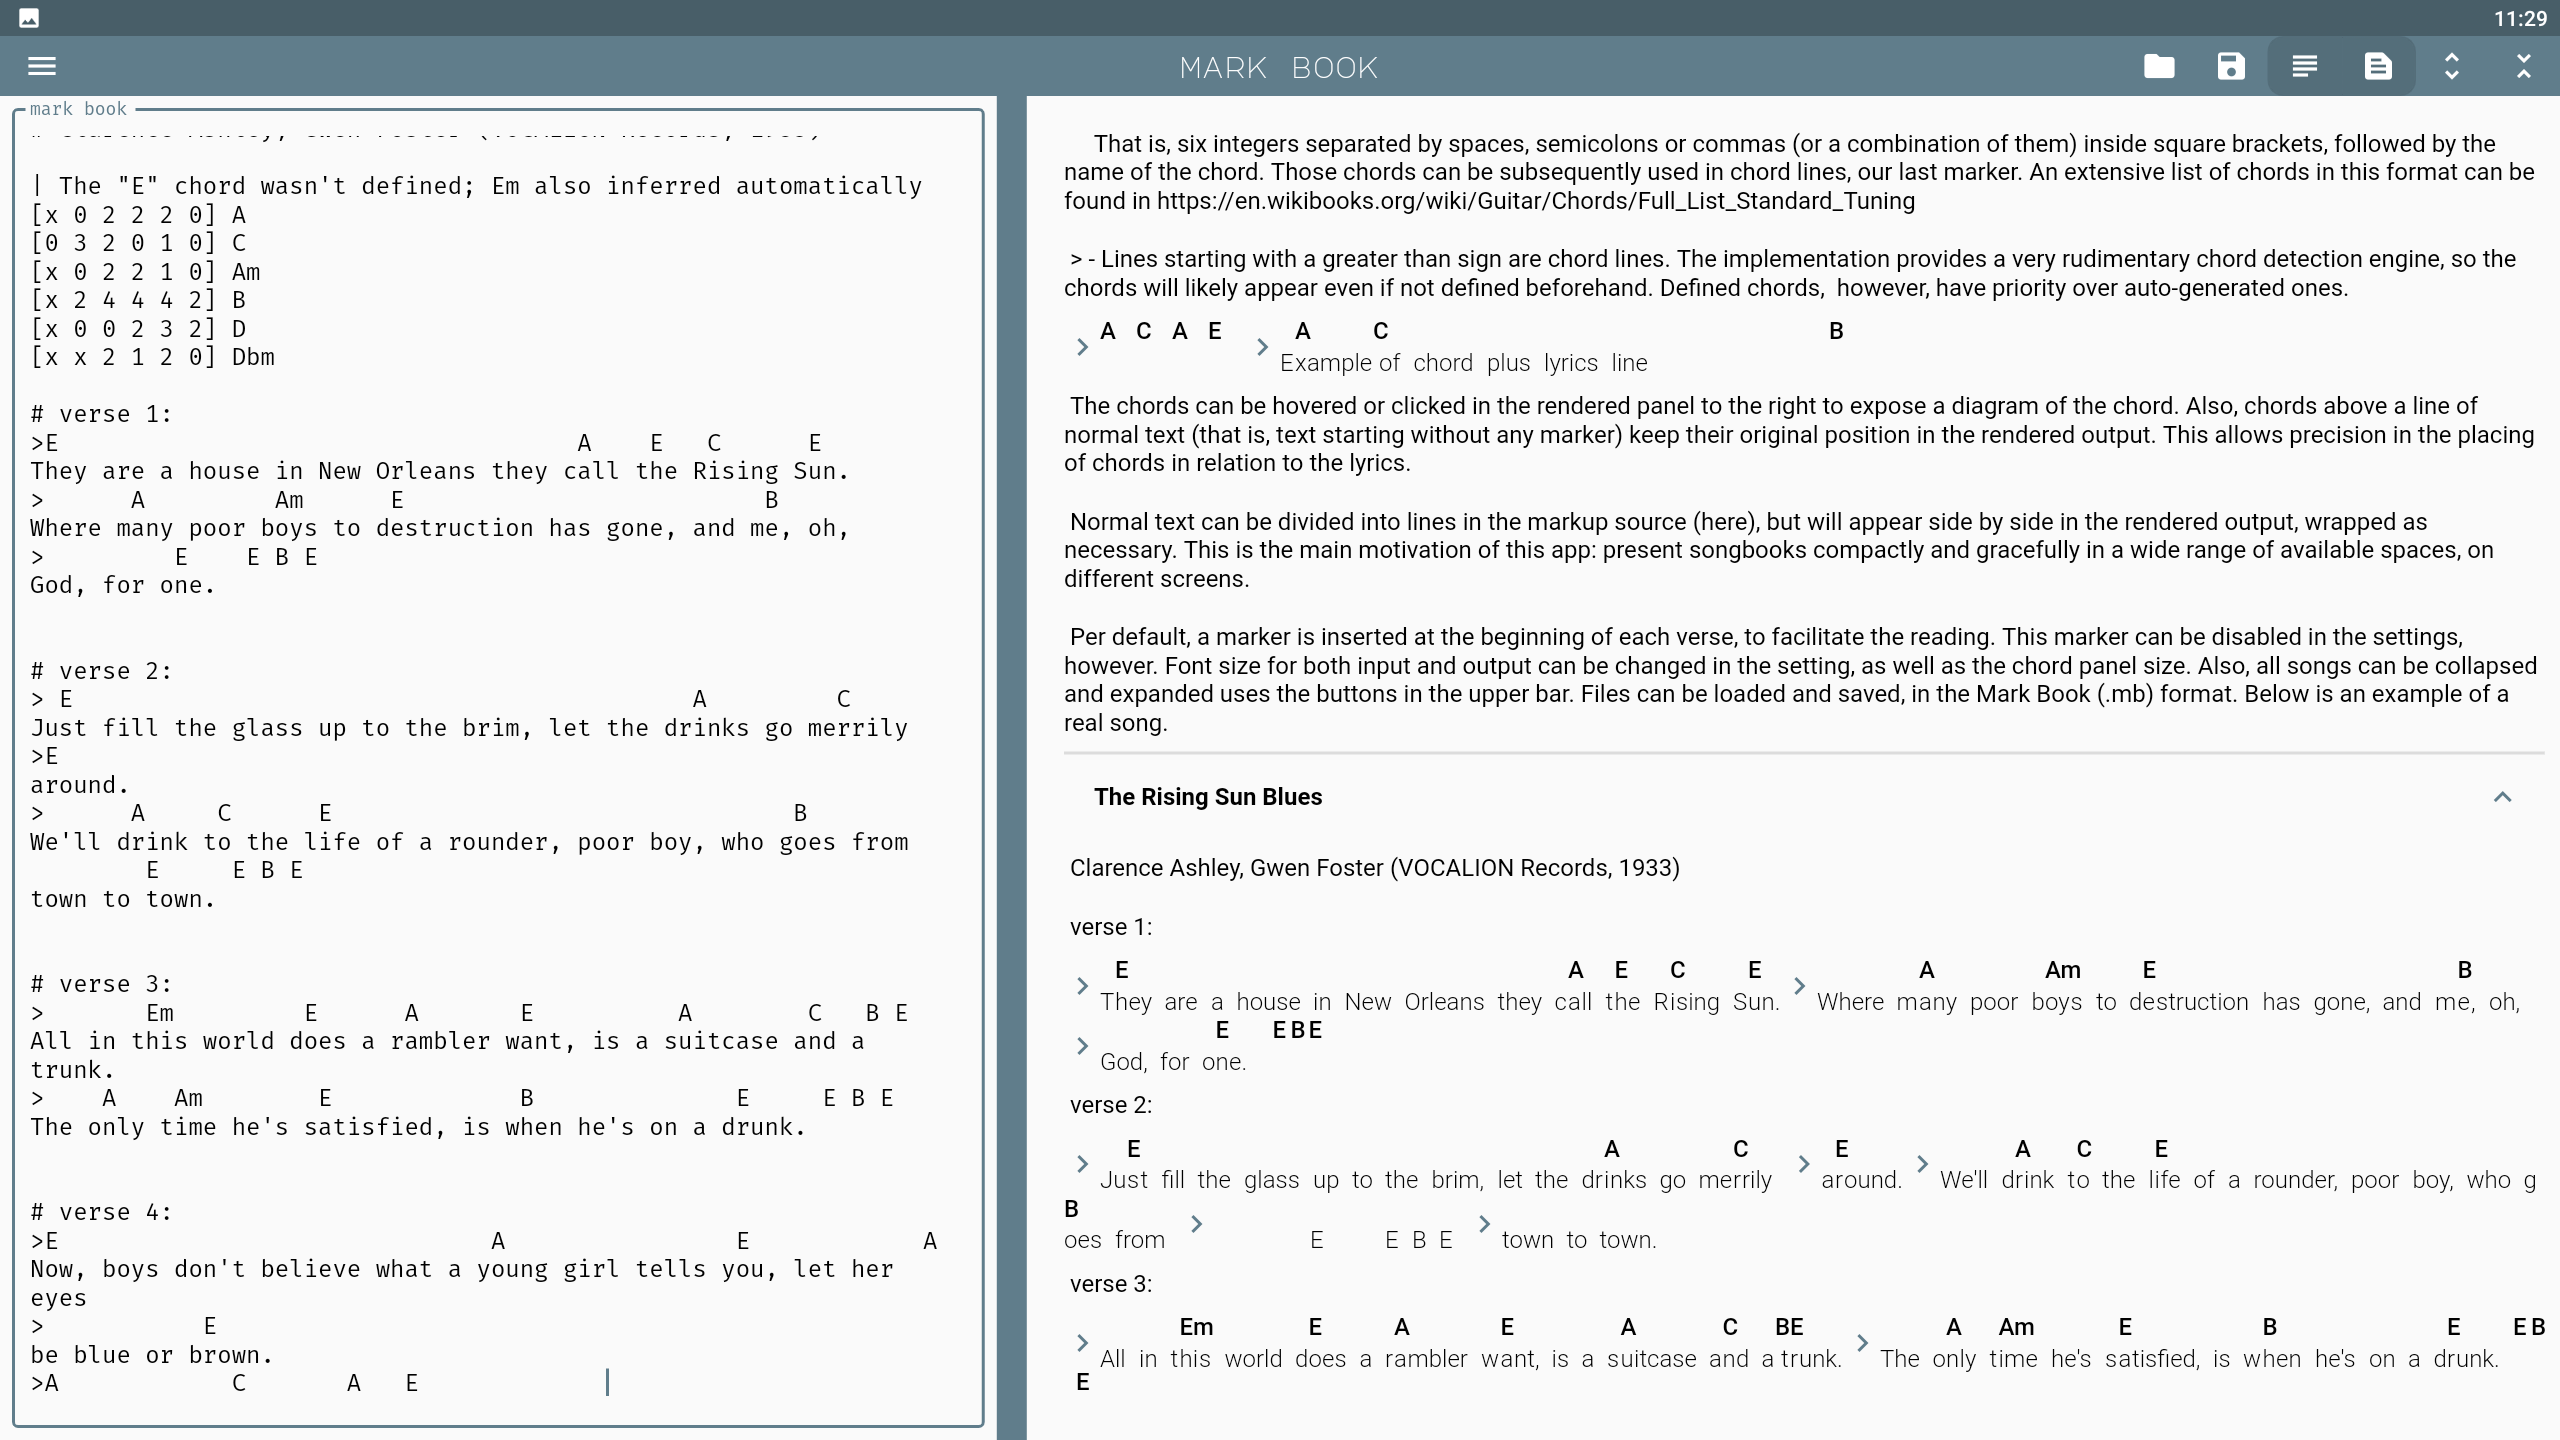 11:29
MARK BOOK
mark book
# Clarence Ashley, Gwen Foster (VOCALION Records, 1933)
| The "E" chord wasn't defined; Em also inferred automatically
[x 0 2 2 2 0] A
[0 3 2 0 1 0] C
[x 0 2 2 1 0] Am
[x 2 4 4 4 2] B
[x 0 0 2 3 2] D
[x x 2 1 2 0] Dbm
# verse 1:
>E                                    A    E   C      E
They are a house in New Orleans they call the Rising Sun.
>      A         Am      E                         B
Where many poor boys to destruction has gone, and me, oh,
>         E    E B E
God, for one.
# verse 2:
> E                                           A         C
Just fill the glass up to the brim, let the drinks go merrily
>E
around.
>      A     C      E                                B
We'll drink to the life of a rounder, poor boy, who goes from
        E     E B E
town to town.
# verse 3:
>       Em         E      A       E          A        C   B E
All in this world does a rambler want, is a suitcase and a
trunk.
>    A    Am        E             B              E     E B E
The only time he's satisfied, is when he's on a drunk.
# verse 4:
>E                              A                E            A
Now, boys don't believe what a young girl tells you, let her
eyes
>           E
be blue or brown.
>A            C       A   E
That is, six integers separated by spaces, semicolons or commas (or a combination of them) inside square brackets, followed by the
name of the chord. Those chords can be subsequently used in chord lines, our last marker. An extensive list of chords in this format can be
found in https://en.wikibooks.org/wiki/Guitar/Chords/Full_List_Standard_Tuning
> - Lines starting with a greater than sign are chord lines. The implementation provides a very rudimentary chord detection engine, so the
chords will likely appear even if not defined beforehand. Defined chords,  however, have priority over auto-generated ones.
A C A E A C B
Example of chord plus lyrics line
The chords can be hovered or clicked in the rendered panel to the right to expose a diagram of the chord. Also, chords above a line of
normal text (that is, text starting without any marker) keep their original position in the rendered output. This allows precision in the placing
of chords in relation to the lyrics.
Normal text can be divided into lines in the markup source (here), but will appear side by side in the rendered output, wrapped as
necessary. This is the main motivation of this app: present songbooks compactly and gracefully in a wide range of available spaces, on
different screens.
Per default, a marker is inserted at the beginning of each verse, to facilitate the reading. This marker can be disabled in the settings,
however. Font size for both input and output can be changed in the setting, as well as the chord panel size. Also, all songs can be collapsed
and expanded uses the buttons in the upper bar. Files can be loaded and saved, in the Mark Book (.mb) format. Below is an example of a
real song.
The Rising Sun Blues
Clarence Ashley, Gwen Foster (VOCALION Records, 1933)
verse 1:
E A E C E A Am E B
They are a house in New Orleans they call the Rising Sun. Where many poor boys to destruction has gone, and me, oh,
E E B E
God, for one.
verse 2:
E A C E A C E
Just fill the glass up to the brim, let the drinks go merrily around. We'll drink to the life of a rounder, poor boy, who g
B
oes from E E B E town to town.
verse 3:
Em E A E A C B E A Am E B E E B
All in this world does a rambler want, is a suitcase and a trunk. The only time he's satisfied, is when he's on a drunk.
E